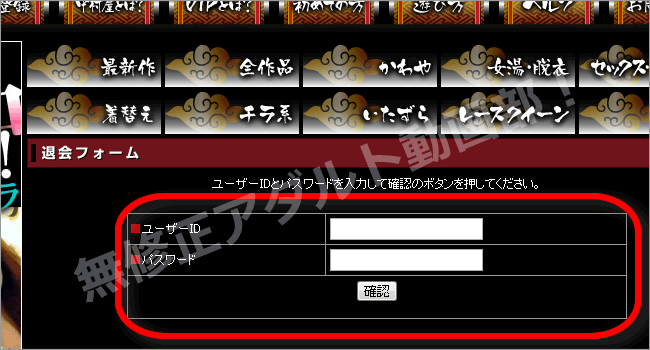 登録 中村屋とは? VIPとは? 初めての方 遊び方 ヘルプ
最新作 全作品 かわや 女湯・脱衣 セックス・
着替え チラ系 いたずら レースクイーン
退会フォーム
ユーザーIDとパスワードを入力して確認のボタンを押してください。
ユーザーID
パスワード
確認
無修正アダルト動画部!